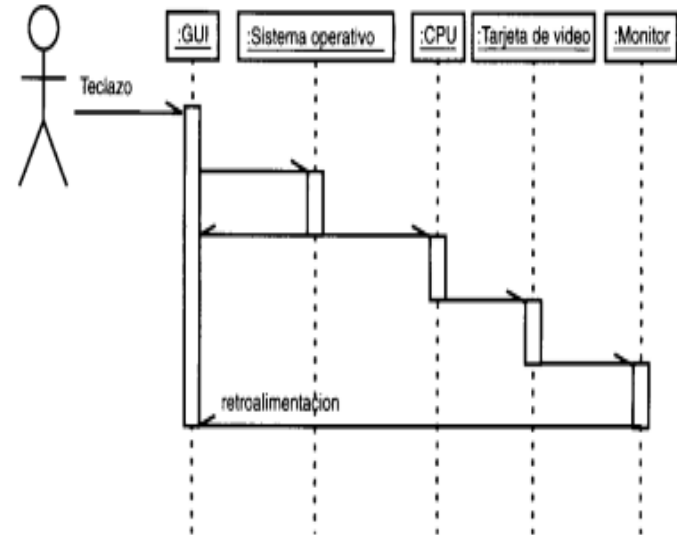 :GUI
:Sistema operativo
:CPU
:Tarjeta de video
:Monitor
Teclazo
retroalimentacion